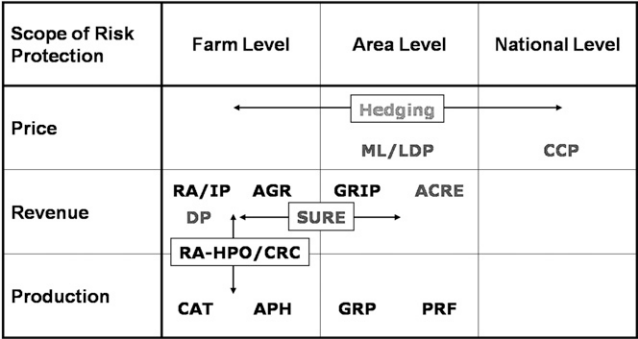 Scope of Risk Protection Farm Level Area Level National Level
Price Hedging
ML/LDP CCP
RA/IP AGR GRIP ACRE
Revenue DP SURE
RA-HPO/CRC
Production CAT APH GRP PRF